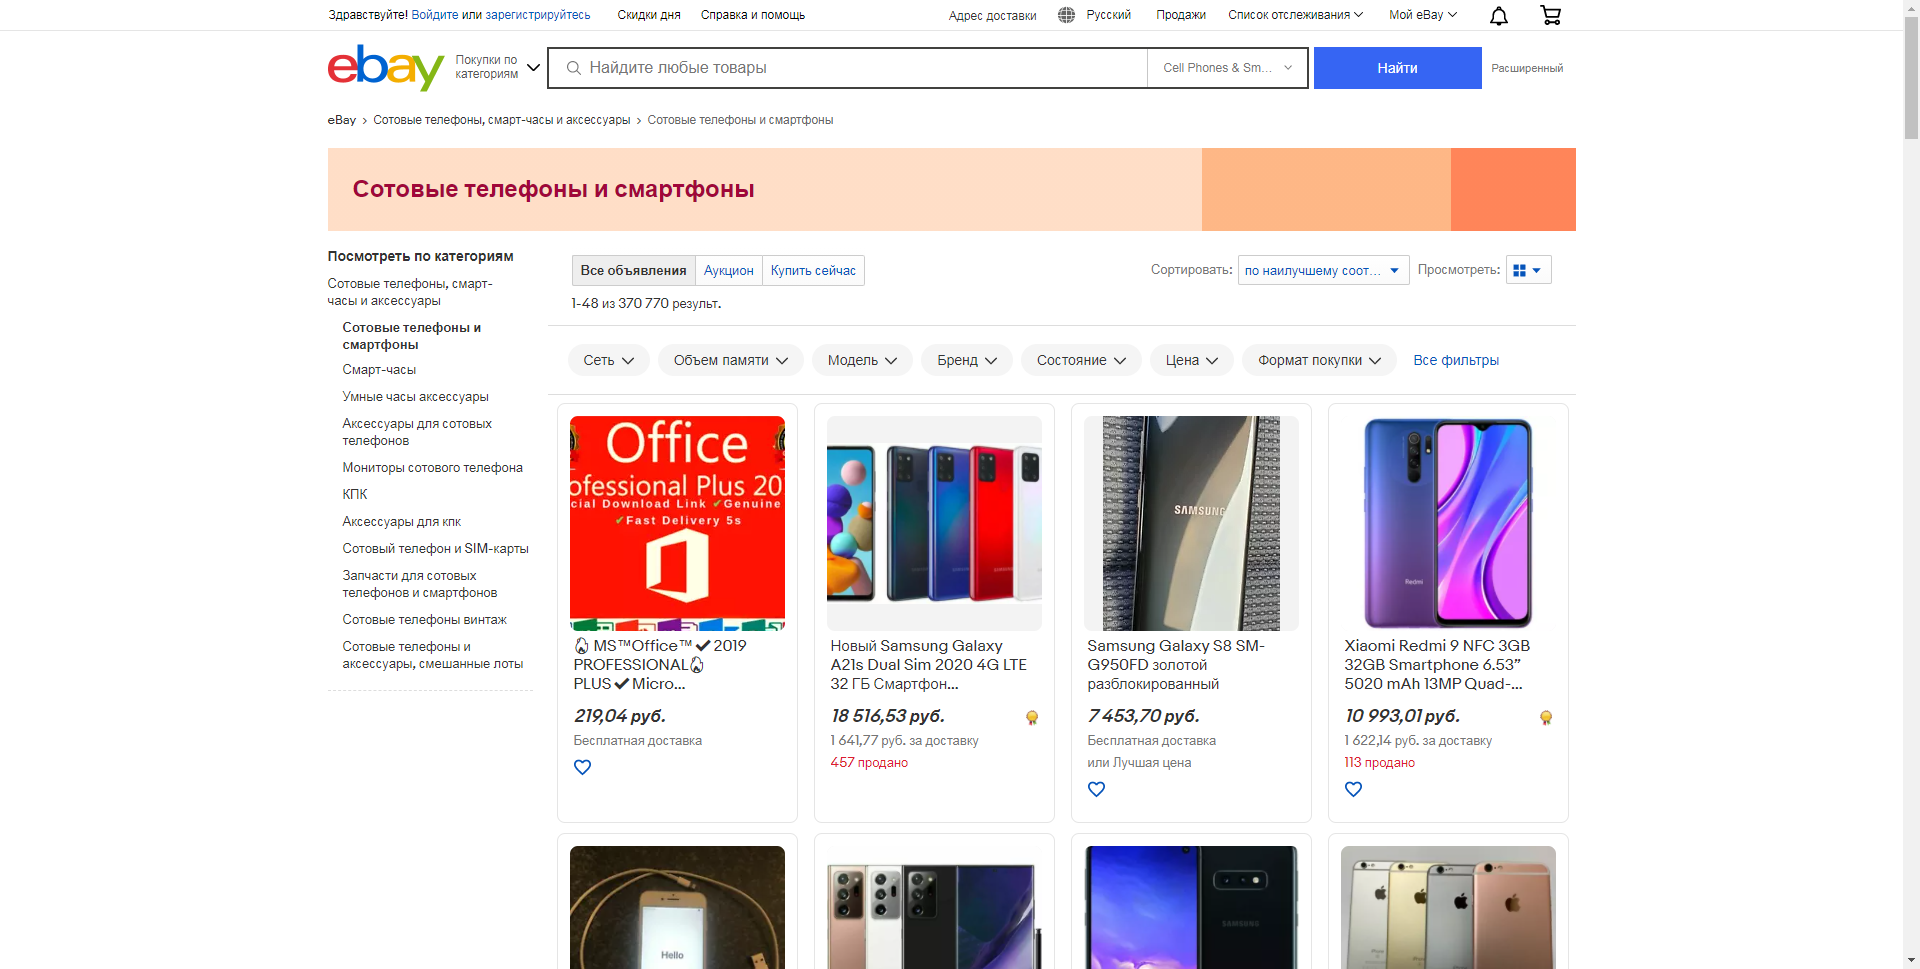 Здравствуйте! Войдите или зарегистрируйтесь Скидки дня Справка и помощь Адрес доставки Русский Продажи Список отслеживания Мой eBay
ebay
Покупки по
категориям
Найдите любые товары
Cell Phones & Sm...
Найти
Расширенный
eBay > Сотовые телефоны, смарт-часы и аксессуары > Сотовые телефоны и смартфоны
Сотовые телефоны и смартфоны
Посмотреть по категориям
Сотовые телефоны, смарт-
часы и аксессуары
Сотовые телефоны и
смартфоны
Смарт-часы
Умные часы аксессуары
Аксессуары для сотовых
телефонов
Мониторы сотового телефона
КПК
Аксессуары для кпк
Сотовый телефон и SIM-карты
Запчасти для сотовых
телефонов и смартфонов
Сотовые телефоны винтаж
Сотовые телефоны и
аксессуары, смешанные лоты
Все объявления Аукцион Купить сейчас
Сортировать: по наилучшему соот... Просмотреть:
1-48 из 370 770 результ.
Сеть Объем памяти Модель Бренд Состояние Цена Формат покупки Все фильтры
Office
ofessional Plus 20
cial Download Link ✓Genuine
✓Fast Delivery 5s
🔥 MS™Office™✔2019
PROFESSIONAL🔥
PLUS✔Micro...
219,04 руб.
Бесплатная доставка
Новый Samsung Galaxy
A21s Dual Sim 2020 4G LTE
32 ГБ Смартфон...
18 516,53 руб.
1 641,77 руб. за доставку
457 продано
SAMSUNG
Samsung Galaxy S8 SM-
G950FD золотой
разблокированный
7 453,70 руб.
Бесплатная доставка
или Лучшая цена
Redmi
Xiaomi Redmi 9 NFC 3GB
32GB Smartphone 6.53”
5020 mAh 13MP Quad-...
10 993,01 руб.
1 622,14 руб. за доставку
113 продано
Hello
SAMSUNG